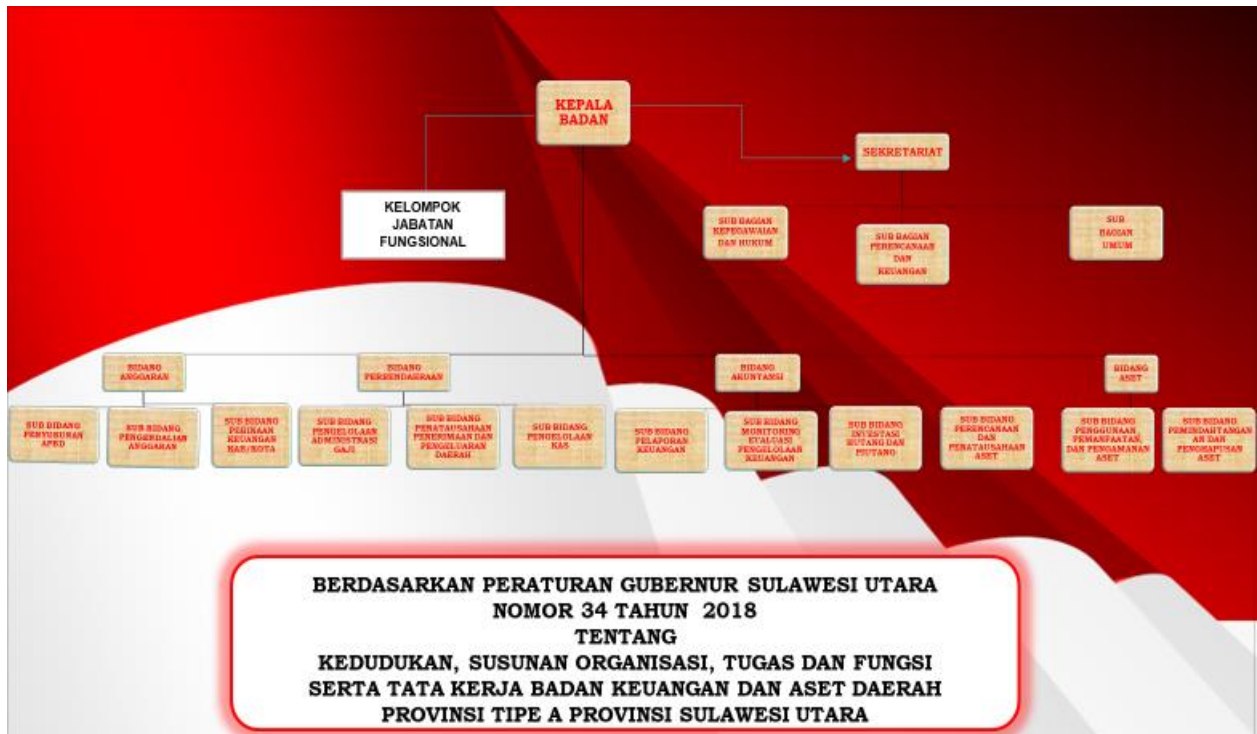 KEPALA
BADAN
SEKRETARIAT
KELOMPOK
JABATAN
FUNGSIONAL
SUB BAGIAN
KEPEGAWAIAN
DAN HUKUM
SUB BAGIAN
PERENCANAAN
DAN
KEUANGAN
SUB
BAGIAN
UMUM
BIDANG
ANGGARAN
BIDANG
PERBENDAHARAAN
BIDANG
AKUNTANSI
BIDANG
ASET
SUB BIDANG
PENYUSUNAN
APBD
SUB BIDANG
PENGENDALIAN
ANGGARAN
SUB BIDANG
PEBINAAN
KEUANGAN
KAB/KOTA
SUB BIDANG
PENGELOLAAN
ADMINISTRASI
GAJI
SUB BIDANG
PENATAUSAHAAN
PENERIMAAN DAN
PENGELUARAN
DAERAH
SUB BIDANG
PENGELOLAAN
KAS
SUB BIDANG
PELAPORAN
KEUANGAN
SUB BIDANG
MONITORING
EVALUASI
PENGELOLAAN
KEUANGAN
SUB BIDANG
INVESTASI
HUTANG DAN
PIUTANG
SUB BIDANG
PERENCANAAN
DAN
PENATAUSAHAAN
ASET
SUB BIDANG
PENGGUNAAN,
PEMANFAATAN,
DAN PENGAMANAN
ASET
SUB BIDANG
PEMINDAHTANGAN
AN DAN
PENGHAPUSAN
ASET
BERDASARKAN PERATURAN GUBERNUR SULAWESI UTARA
NOMOR 34 TAHUN 2018
TENTANG
KEDUDUKAN, SUSUNAN ORGANISASI, TUGAS DAN FUNGSI
SERTA TATA KERJA BADAN KEUANGAN DAN ASET DAERAH
PROVINSI TIPE A PROVINSI SULAWESI UTARA